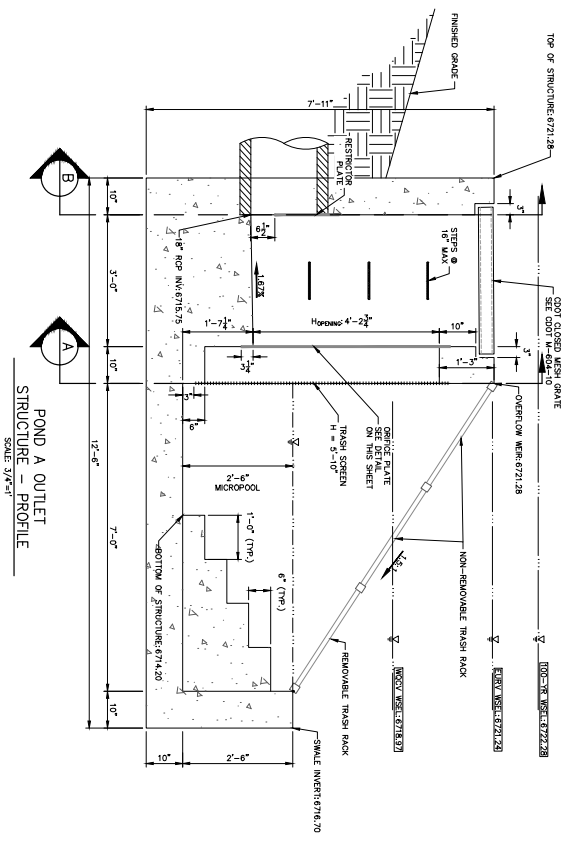 TOP OF STRUCTURE: 6721.28
FINISHED GRADE
CDOT CLOSED MESH GRATE
SEE CDOT M-604-10
7'-11"
3"
3"
100-YR WSEL: 6722.28
EURV WSEL: 6721.24
WQCV WSEL: 6718.97
OVERFLOW WEIR: 6721.28
NON-REMOVABLE TRASH RACK
REMOVABLE TRASH RACK
SWALE INVERT: 6716.70
STEPS @
16" MAX
RESTRICTOR
PLATE
6 1/2"
1.67%
18" RCP INV: 6715.75
HOPENING: 4'-2 3/4"
10"
1'-3"
1'-7 1/4"
3 1/4"
3"
6"
ORIFICE PLATE
SEE DETAIL
ON THIS SHEET
TRASH SCREEN
H = 5'-10"
2'-6"
MICROPOOL
1'-0" (TYP.)
6" (TYP.)
BOTTOM OF STRUCTURE: 6714.20
2'-6"
10"
B
A
10"
3'-0"
10"
7'-0"
10"
12'-6"
POND A OUTLET
STRUCTURE - PROFILE
SCALE: 3/4"=1'